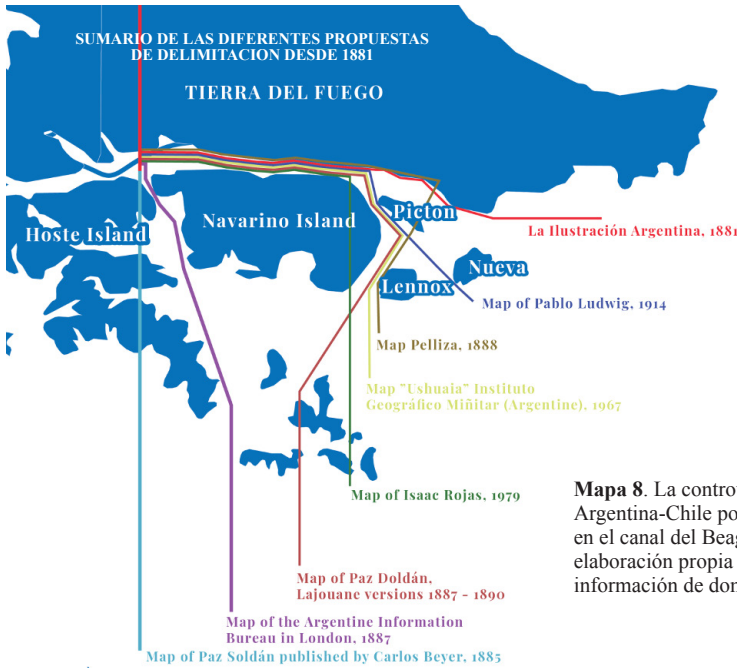 SUMARIO DE LAS DIFERENTES PROPUESTAS
DE DELIMITACION DESDE 1881
TIERRA DEL FUEGO
Hoste Island
Navarino Island
Picton
La Ilustración Argentina, 1881
Nueva
Lennox
Map of Pablo Ludwig, 1914
Map Pelliza, 1888
Map "Ushuaia" Instituto
Geográfico Miñitar (Argentine), 1967
Map of Isaac Rojas, 1979
Mapa 8. La contro
Argentina-Chile po
en el canal del Beag
elaboración propia
información de don
Map of Paz Doldán,
Lajouane versions 1887 - 1890
Map of the Argentine Information
Bureau in London, 1887
Map of Paz Soldán published by Carlos Beyer, 1885